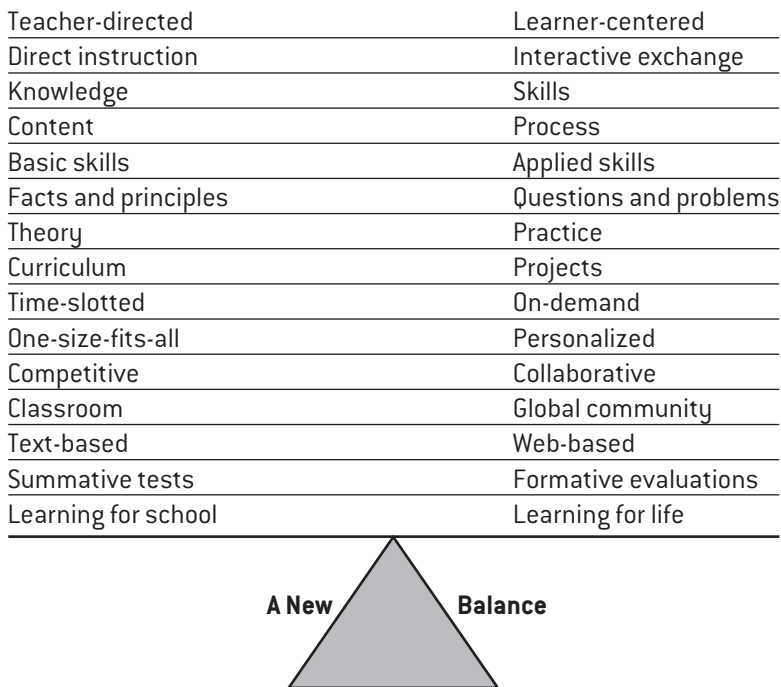 Teacher-directed Learner-centered
Direct instruction Interactive exchange
Knowledge Skills
Content Process
Basic skills Applied skills
Facts and principles Questions and problems
Theory Practice
Curriculum Projects
Time-slotted On-demand
One-size-fits-all Personalized
Competitive Collaborative
Classroom Global community
Text-based Web-based
Summative tests Formative evaluations
Learning for school Learning for life
A New Balance